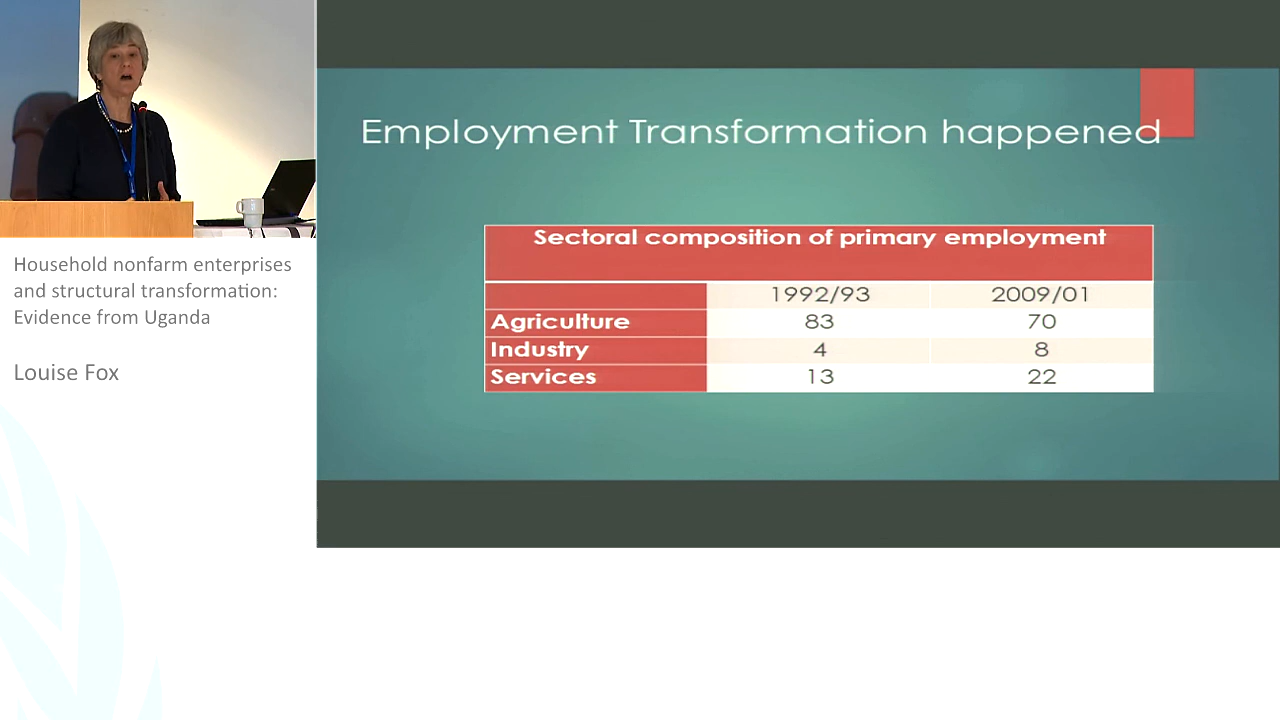 Household nonfarm enterprises
and structural transformation:
Evidence from Uganda
Louise Fox
Employment Transformation happened
Sectoral composition of primary employment
1992/93 2009/01
Agriculture 83 70
Industry 4 8
Services 13 22